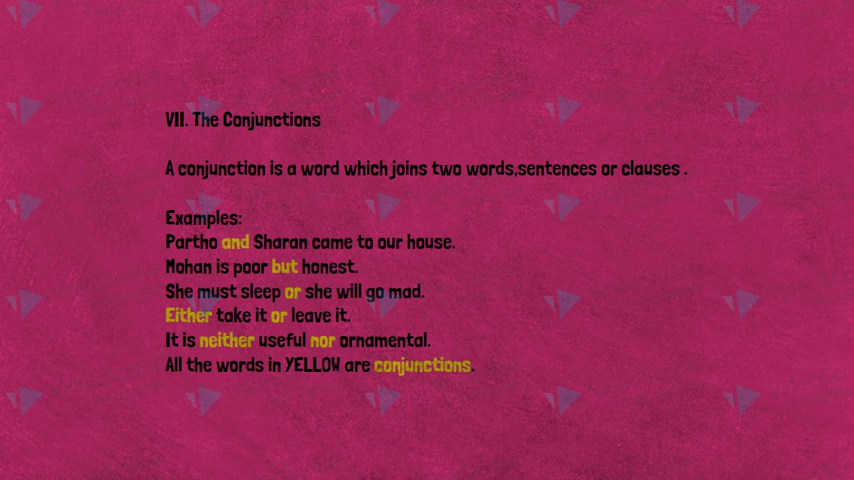 VII. The Conjunctions
A conjunction is a word which joins two words,sentences or clauses .
Examples:
Partho and Sharan came to our house.
Mohan is poor but honest.
She must sleep or she will go mad.
Either take it or leave it.
It is neither useful nor ornamental.
All the words in YELLOW are conjunctions.